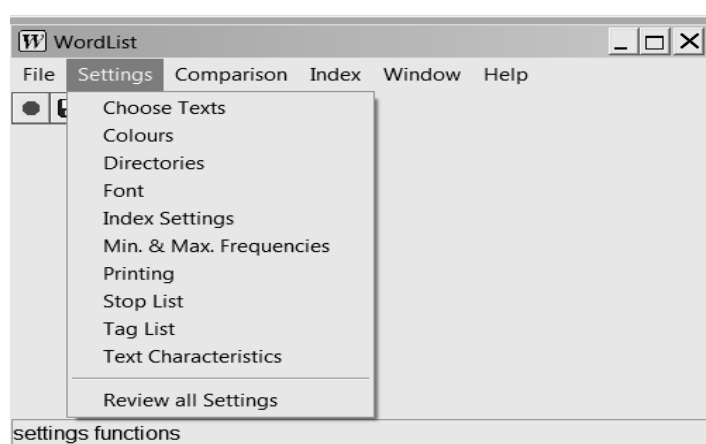 W WordList
File Settings Comparison Index Window Help
Choose Texts
Colours
Directories
Font
Index Settings
Min. & Max. Frequencies
Printing
Stop List
Tag List
Text Characteristics
Review all Settings
settings functions